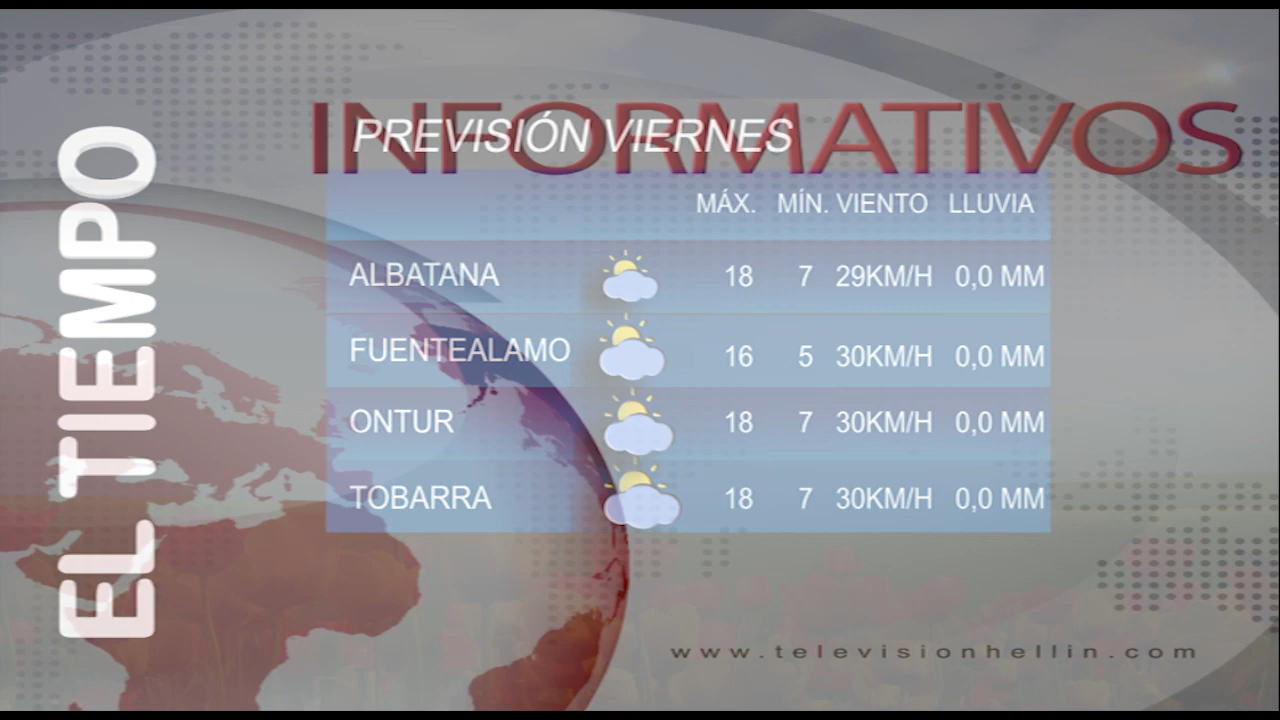 INFORMATIVOS
PREVISIÓN VIERNES
EL TIEMPO
MÁX. MÍN. VIENTO LLUVIA
ALBATANA 18 7 29KM/H 0,0 MM
FUENTEALAMO 16 5 30KM/H 0,0 MM
ONTUR 18 7 30KM/H 0,0 MM
TOBARRA 18 7 30KM/H 0,0 MM
www.televisionhellin.com